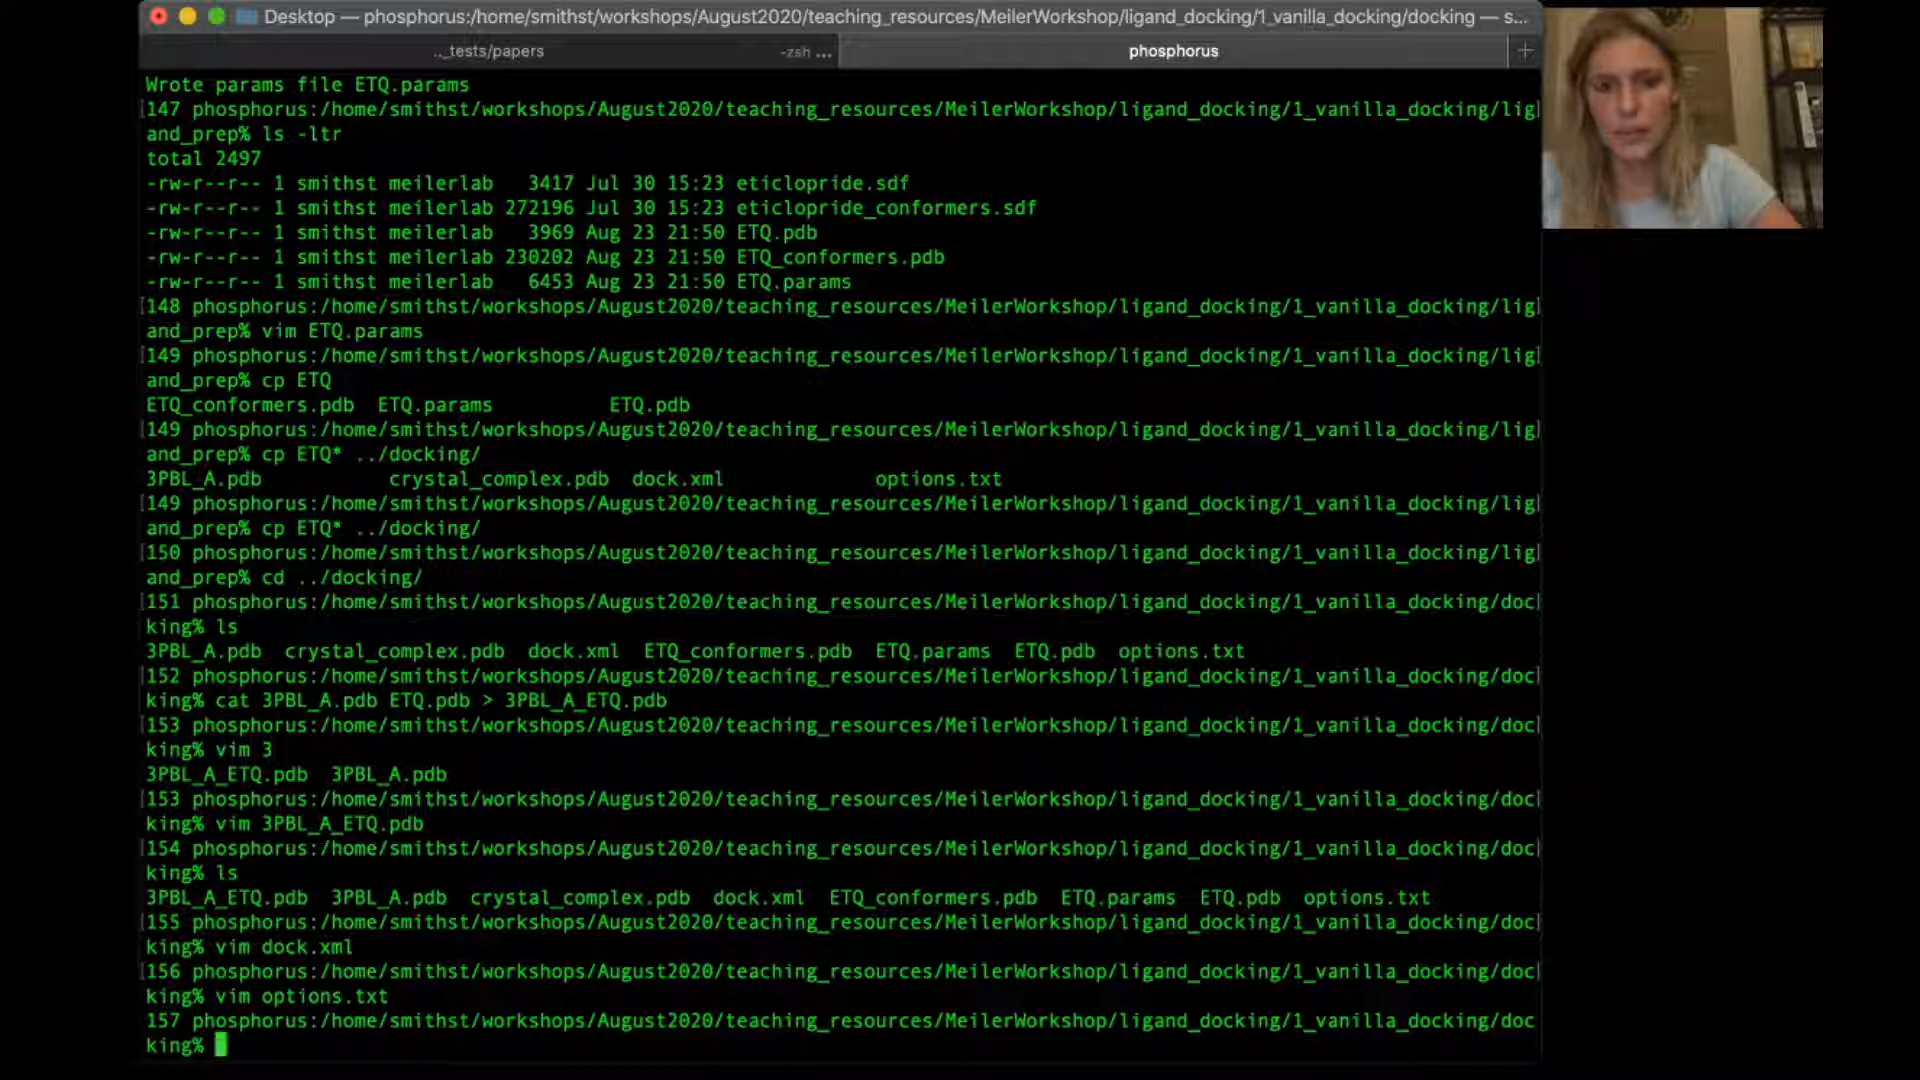 Desktop — phosphorus:/home/smithst/workshops/August2020/teaching_resources/MeilerWorkshop/ligand_docking/1_vanilla_docking/docking — s...
.._tests/papers -zsh ... phosphorus +
Wrote params file ETQ.params
[147 phosphorus:/home/smithst/workshops/August2020/teaching_resources/MeilerWorkshop/ligand_docking/1_vanilla_docking/lig]
and_prep% ls -ltr
total 2497
-rw-r--r-- 1 smithst meilerlab   3417 Jul 30 15:23 eticlopride.sdf
-rw-r--r-- 1 smithst meilerlab 272196 Jul 30 15:23 eticlopride_conformers.sdf
-rw-r--r-- 1 smithst meilerlab   3969 Aug 23 21:50 ETQ.pdb
-rw-r--r-- 1 smithst meilerlab 230202 Aug 23 21:50 ETQ_conformers.pdb
-rw-r--r-- 1 smithst meilerlab   6453 Aug 23 21:50 ETQ.params
[148 phosphorus:/home/smithst/workshops/August2020/teaching_resources/MeilerWorkshop/ligand_docking/1_vanilla_docking/lig]
and_prep% vim ETQ.params
[149 phosphorus:/home/smithst/workshops/August2020/teaching_resources/MeilerWorkshop/ligand_docking/1_vanilla_docking/lig]
and_prep% cp ETQ
ETQ_conformers.pdb  ETQ.params          ETQ.pdb
[149 phosphorus:/home/smithst/workshops/August2020/teaching_resources/MeilerWorkshop/ligand_docking/1_vanilla_docking/lig]
and_prep% cp ETQ* ../docking/
3PBL_A.pdb           crystal_complex.pdb  dock.xml             options.txt
[149 phosphorus:/home/smithst/workshops/August2020/teaching_resources/MeilerWorkshop/ligand_docking/1_vanilla_docking/lig]
and_prep% cp ETQ* ../docking/
[150 phosphorus:/home/smithst/workshops/August2020/teaching_resources/MeilerWorkshop/ligand_docking/1_vanilla_docking/lig]
and_prep% cd ../docking/
[151 phosphorus:/home/smithst/workshops/August2020/teaching_resources/MeilerWorkshop/ligand_docking/1_vanilla_docking/doc]
king% ls
3PBL_A.pdb  crystal_complex.pdb  dock.xml  ETQ_conformers.pdb  ETQ.params  ETQ.pdb  options.txt
[152 phosphorus:/home/smithst/workshops/August2020/teaching_resources/MeilerWorkshop/ligand_docking/1_vanilla_docking/doc]
king% cat 3PBL_A.pdb ETQ.pdb > 3PBL_A_ETQ.pdb
[153 phosphorus:/home/smithst/workshops/August2020/teaching_resources/MeilerWorkshop/ligand_docking/1_vanilla_docking/doc]
king% vim 3
3PBL_A_ETQ.pdb  3PBL_A.pdb
[153 phosphorus:/home/smithst/workshops/August2020/teaching_resources/MeilerWorkshop/ligand_docking/1_vanilla_docking/doc]
king% vim 3PBL_A_ETQ.pdb
[154 phosphorus:/home/smithst/workshops/August2020/teaching_resources/MeilerWorkshop/ligand_docking/1_vanilla_docking/doc]
king% ls
3PBL_A_ETQ.pdb  3PBL_A.pdb  crystal_complex.pdb  dock.xml  ETQ_conformers.pdb  ETQ.params  ETQ.pdb  options.txt
[155 phosphorus:/home/smithst/workshops/August2020/teaching_resources/MeilerWorkshop/ligand_docking/1_vanilla_docking/doc]
king% vim dock.xml
[156 phosphorus:/home/smithst/workshops/August2020/teaching_resources/MeilerWorkshop/ligand_docking/1_vanilla_docking/doc]
king% vim options.txt
157 phosphorus:/home/smithst/workshops/August2020/teaching_resources/MeilerWorkshop/ligand_docking/1_vanilla_docking/doc
king%